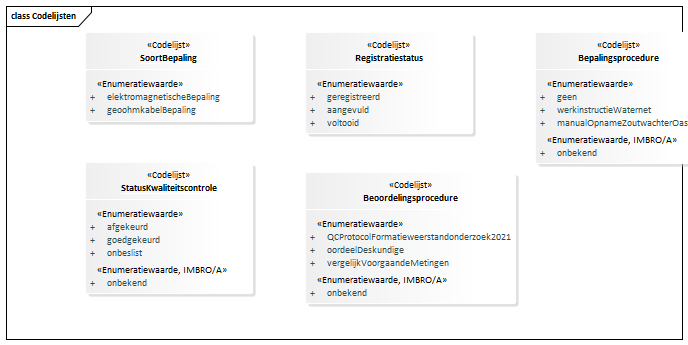 class Codelijsten
«Codelijst»
SoortBepaling
«Enumeratiewaarde»
+ elektromagnetischeBepaling
+ geoohmkabelBepaling
«Codelijst»
Registratiestatus
«Enumeratiewaarde»
+ geregistreerd
+ aangevuld
+ voltooid
«Codelijst»
Bepalingsprocedure
«Enumeratiewaarde»
+ geen
+ werkinstructieWaternet
+ manualOpnameZoutwachterOas
«Enumeratiewaarde, IMBRO/A»
+ onbekend
«Codelijst»
StatusKwaliteitscontrole
«Enumeratiewaarde»
+ afgekeurd
+ goedgekeurd
+ onbeslist
«Enumeratiewaarde, IMBRO/A»
+ onbekend
«Codelijst»
Beoordelingsprocedure
«Enumeratiewaarde»
+ QCProtocolFormatieweerstandonderzoek2021
+ oordeelDeskundige
+ vergelijkVoorgaandeMetingen
«Enumeratiewaarde, IMBRO/A»
+ onbekend